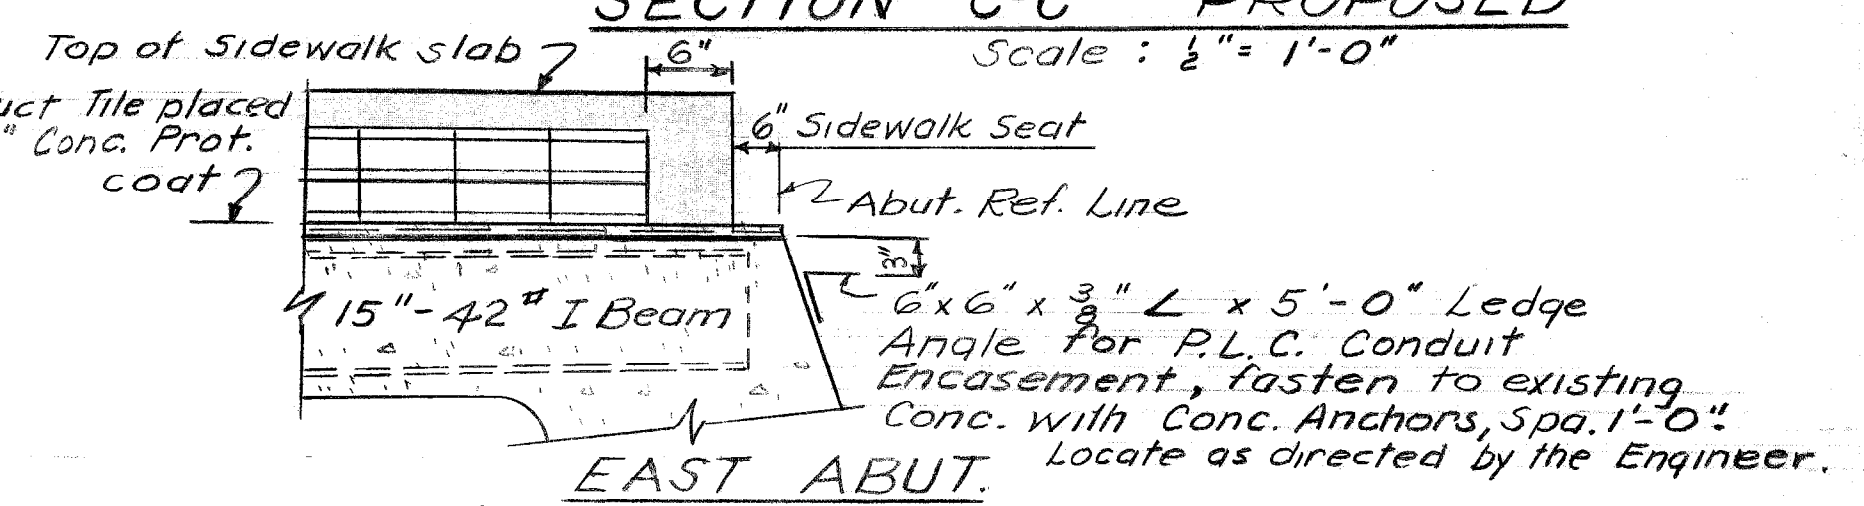 SECTION C-C PROPOSED
Scale : ½" = 1'-0"
Top of Sidewalk slab
6"
uct Tile placed
" Conc. Prot.
coat
6" Sidewalk Seat
Abut. Ref. Line
3"
15"-42# I Beam
6" x 6" x 3/8" L x 5'-0" Ledge
Angle for P.L.C. Conduit
Encasement, fasten to existing
Conc. with Conc. Anchors, Spa. 1'-0".
Locate as directed by the Engineer.
EAST ABUT.